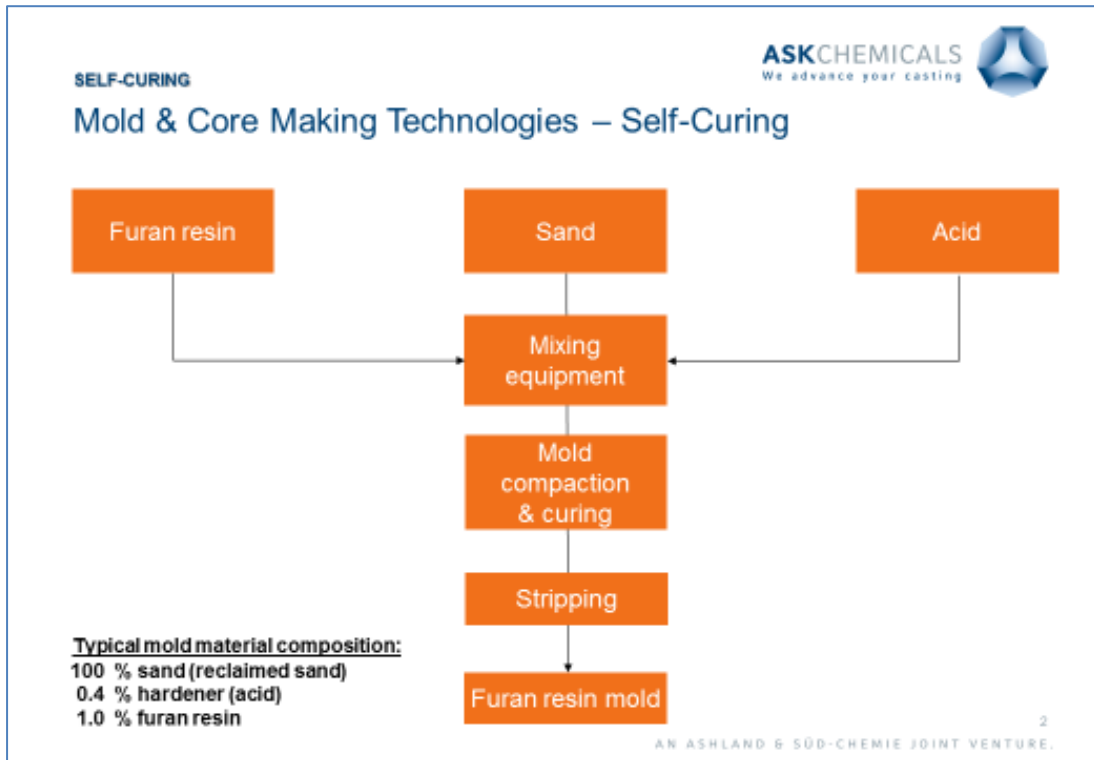 ASKCHEMICALS
We advance your casting
SELF-CURING
Mold & Core Making Technologies – Self-Curing
Furan resin
Sand
Acid
Mixing
equipment
Mold
compaction
& curing
Stripping
Furan resin mold
Typical mold material composition:
100 % sand (reclaimed sand)
0.4 % hardener (acid)
1.0 % furan resin
2
AN ASHLAND & SÜD-CHEMIE JOINT VENTURE.